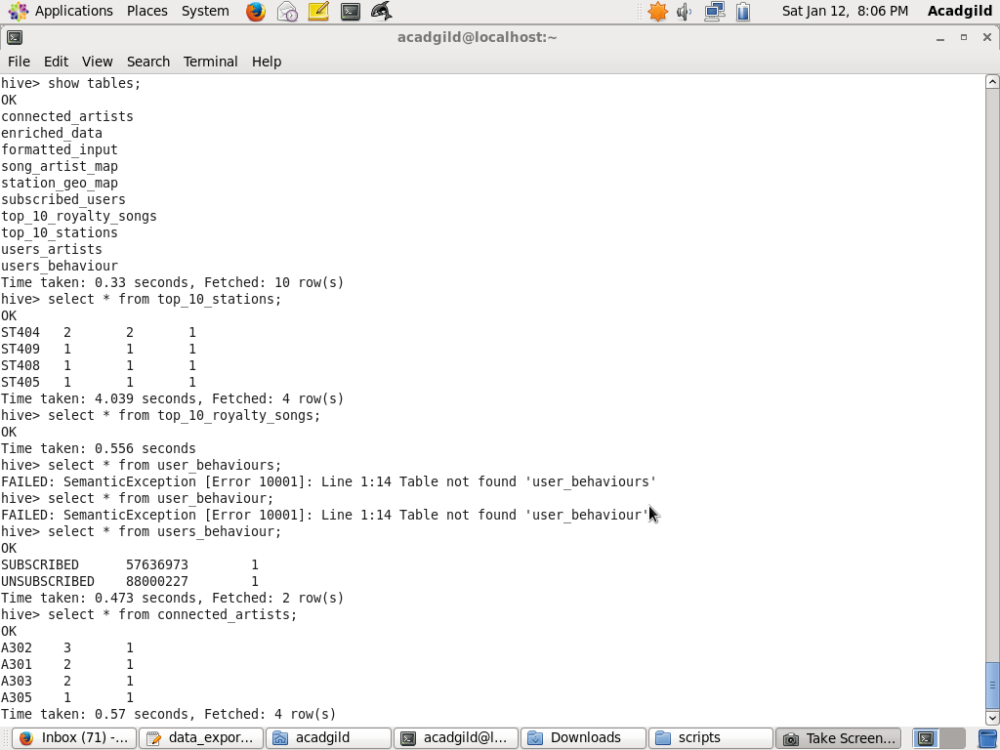 Applications Places System Sat Jan 12, 8:06 PM Acadgild
acadgild@localhost:~
File Edit View Search Terminal Help
hive> show tables;
OK
connected_artists
enriched_data
formatted_input
song_artist_map
station_geo_map
subscribed_users
top_10_royalty_songs
top_10_stations
users_artists
users_behaviour
Time taken: 0.33 seconds, Fetched: 10 row(s)
hive> select * from top_10_stations;
OK
ST404 2 2 1
ST409 1 1 1
ST408 1 1 1
ST405 1 1 1
Time taken: 4.039 seconds, Fetched: 4 row(s)
hive> select * from top_10_royalty_songs;
OK
Time taken: 0.556 seconds
hive> select * from user_behaviours;
FAILED: SemanticException [Error 10001]: Line 1:14 Table not found 'user_behaviours'
hive> select * from user_behaviour;
FAILED: SemanticException [Error 10001]: Line 1:14 Table not found 'user_behaviour'
hive> select * from users_behaviour;
OK
SUBSCRIBED 57636973 1
UNSUBSCRIBED 88000227 1
Time taken: 0.473 seconds, Fetched: 2 row(s)
hive> select * from connected_artists;
OK
A302 3 1
A301 2 1
A303 2 1
A305 1 1
Time taken: 0.57 seconds, Fetched: 4 row(s)
Inbox (71) -... data_expor... acadgild acadgild@l... Downloads scripts Take Screen...